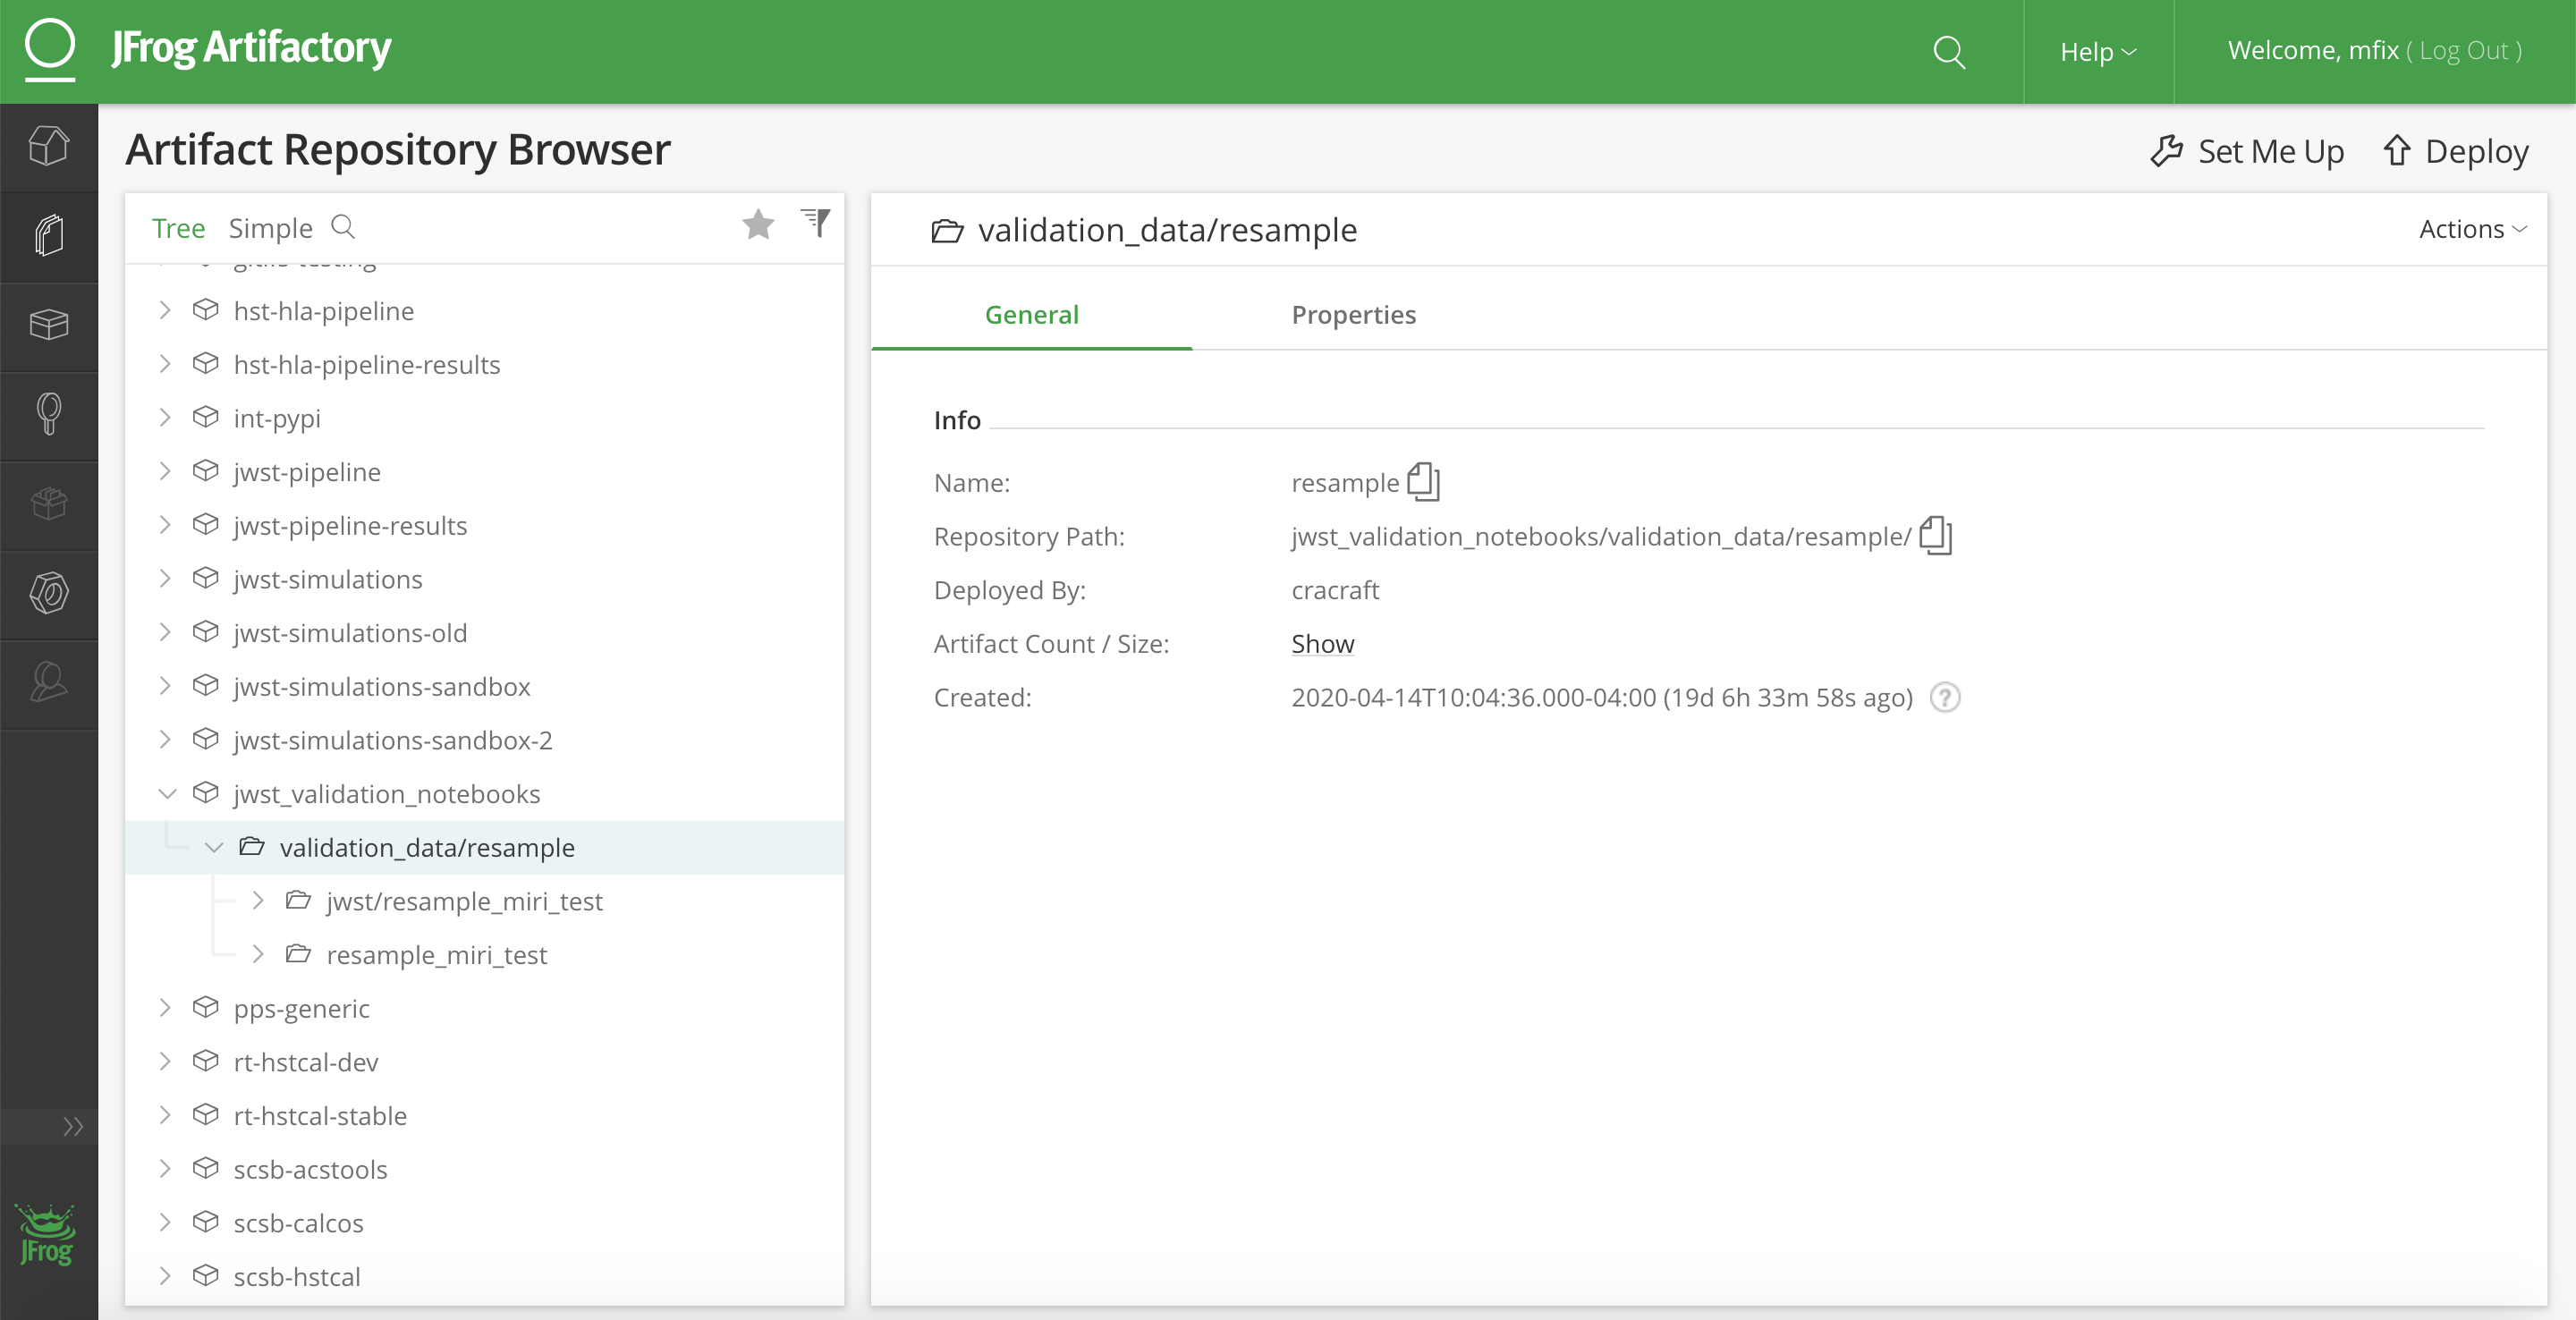 JFrog Artifactory
Help
Welcome, mfix ( Log Out )
Artifact Repository Browser
Set Me Up
Deploy
Tree Simple
hst-hla-pipeline
hst-hla-pipeline-results
int-pypi
jwst-pipeline
jwst-pipeline-results
jwst-simulations
jwst-simulations-old
jwst-simulations-sandbox
jwst-simulations-sandbox-2
jwst_validation_notebooks
validation_data/resample
jwst/resample_miri_test
resample_miri_test
pps-generic
rt-hstcal-dev
rt-hstcal-stable
scsb-acstools
scsb-calcos
scsb-hstcal
validation_data/resample
Actions
General Properties
Info
Name: resample
Repository Path: jwst_validation_notebooks/validation_data/resample/
Deployed By: cracraft
Artifact Count / Size: Show
Created: 2020-04-14T10:04:36.000-04:00 (19d 6h 33m 58s ago) ?
JFrog